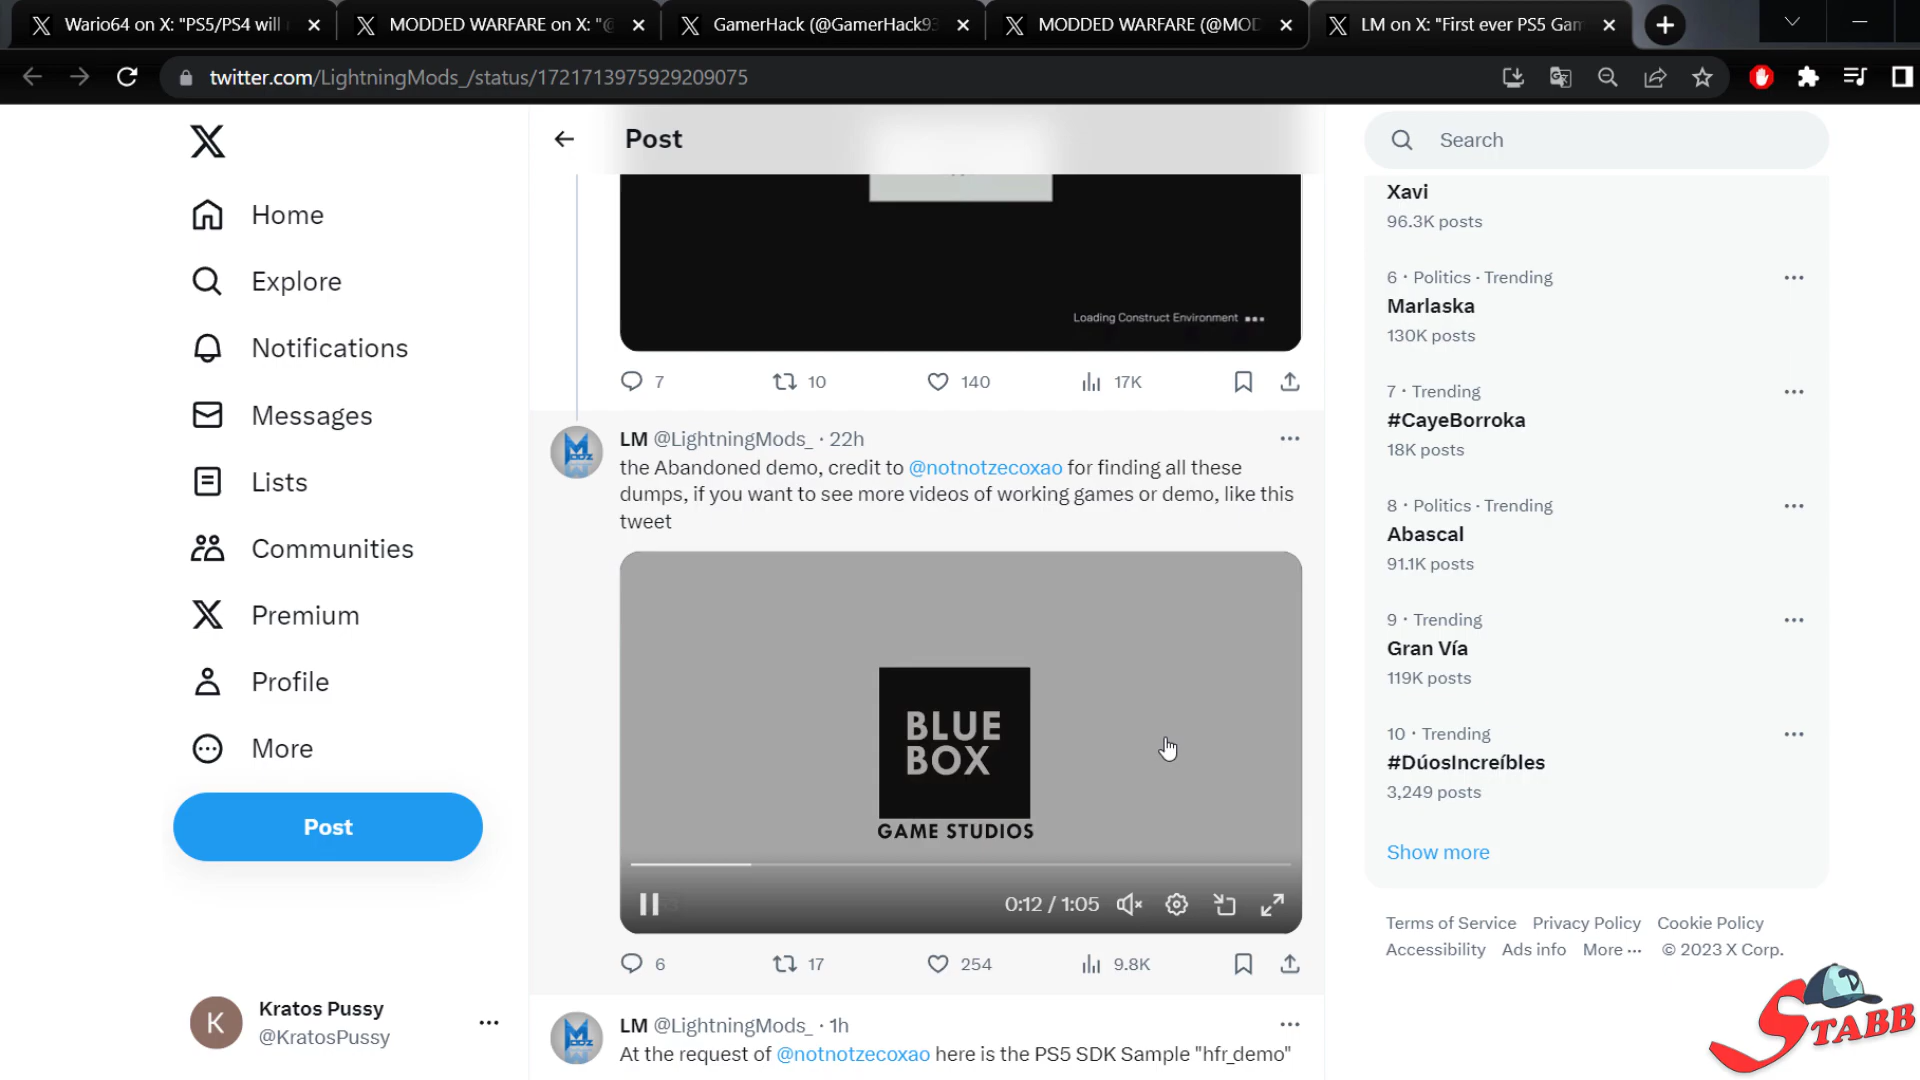 Wario64 on X: "PS5/PS4 will
MODDED WARFARE on X: "@
GamerHack (@GamerHack93
MODDED WARFARE (@MOD
LM on X: "First ever PS5 Gam
twitter.com/LightningMods_/status/1721713975929209075
Home
Explore
Notifications
Messages
Lists
Communities
Premium
Profile
More
Post
K
Kratos Pussy
@KratosPussy
Post
Loading Construct Environment
7 10 140 17K
LM @LightningMods_ · 22h
the Abandoned demo, credit to @notnotzecoxao for finding all these
dumps, if you want to see more videos of working games or demo, like this
tweet
BLUE
BOX
GAME STUDIOS
0:12 / 1:05
6 17 254 9.8K
LM @LightningMods_ · 1h
At the request of @notnotzecoxao here is the PS5 SDK Sample "hfr_demo"
Search
Xavi
96.3K posts
6 · Politics · Trending
Marlaska
130K posts
7 · Trending
#CayeBorroka
18K posts
8 · Politics · Trending
Abascal
91.1K posts
9 · Trending
Gran Vía
119K posts
10 · Trending
#DúosIncreíbles
3,249 posts
Show more
Terms of Service Privacy Policy Cookie Policy
Accessibility Ads info More ··· © 2023 X Corp.
STABB